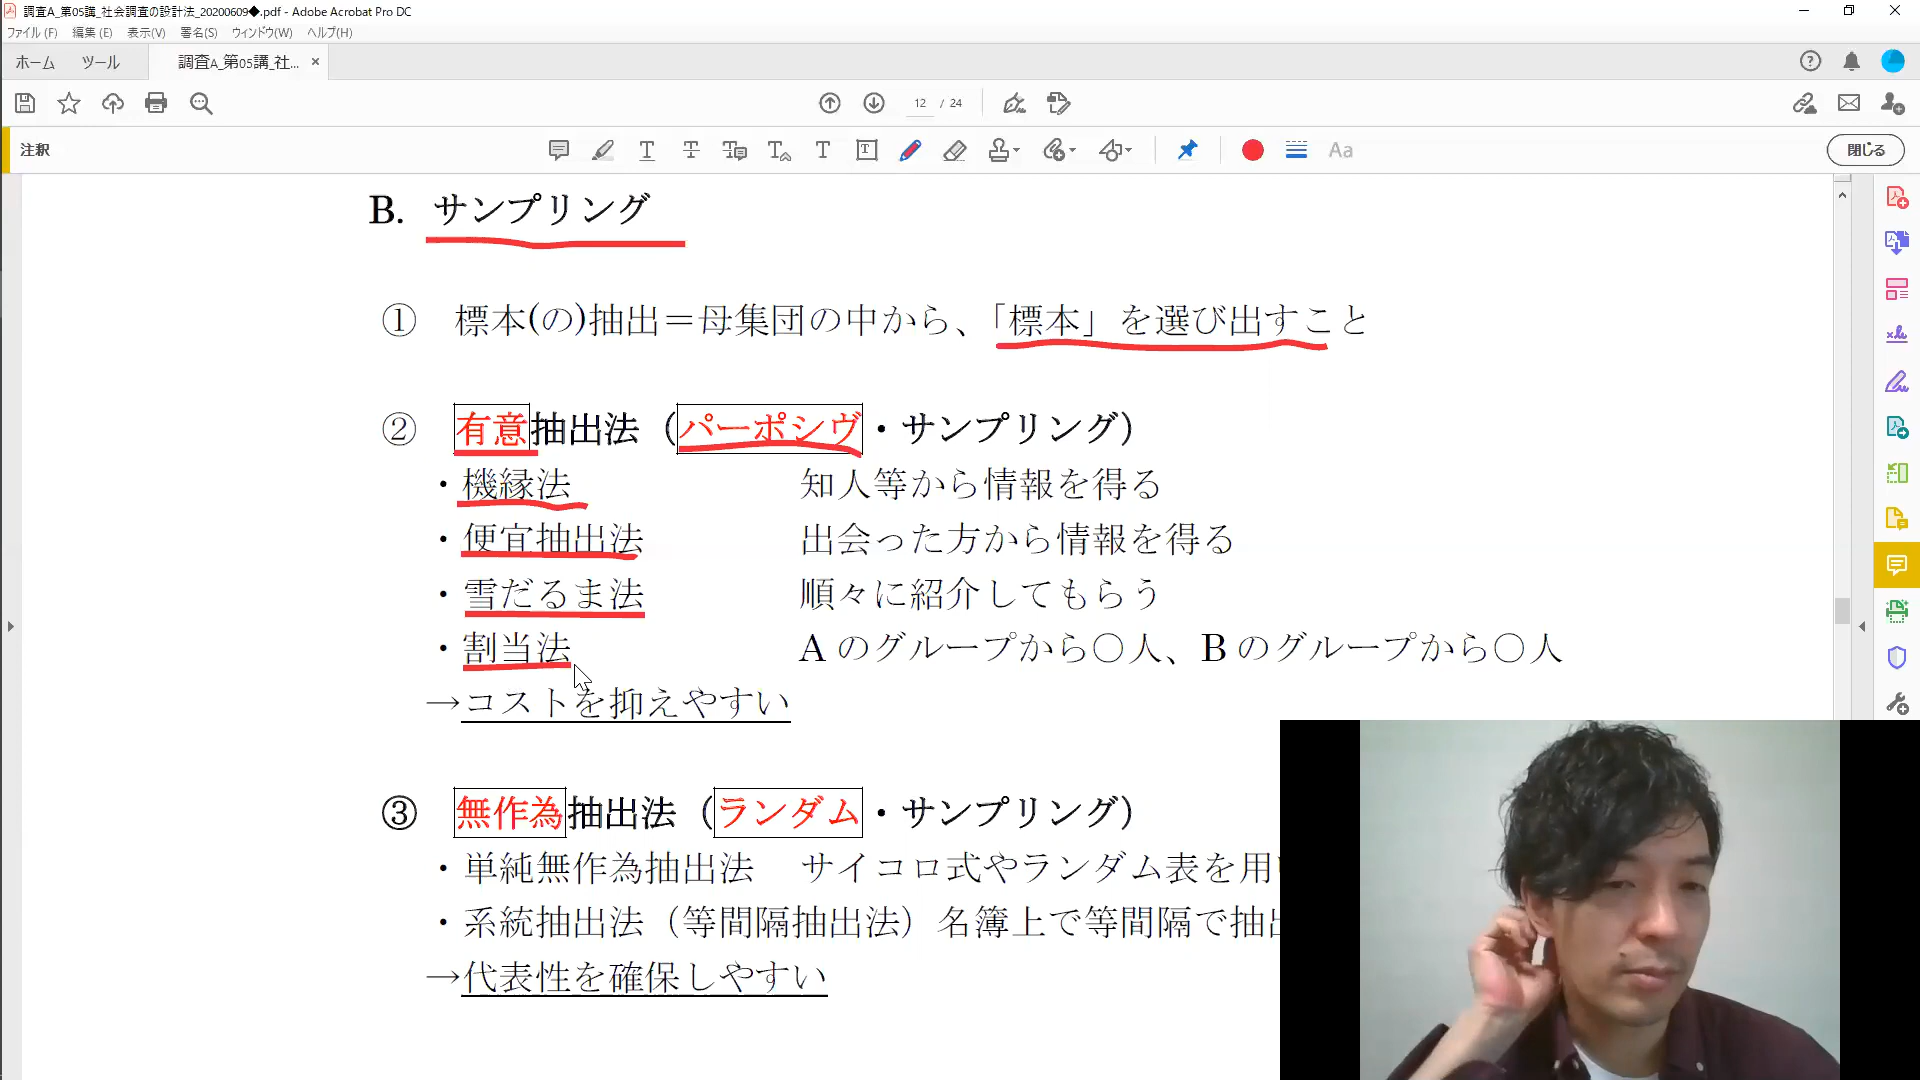 調査A_第05講_社会調査の設計法_20200609◆.pdf - Adobe Acrobat Pro DC
ファイル(F) 編集(E) 表示(V) 署名(S) ウィンドウ(W) ヘルプ(H)
ホーム ツール 調査A_第05講_社... ×
12 / 24
注釈 Aa 閉じる
B. サンプリング
① 標本(の)抽出＝母集団の中から、「標本」を選び出すこと
② 有意抽出法（パーポシヴ・サンプリング）
・機縁法 知人等から情報を得る
・便宜抽出法 出会った方から情報を得る
・雪だるま法 順々に紹介してもらう
・割当法 Aのグループから〇人、Bのグループから〇人
→コストを抑えやすい
③ 無作為抽出法（ランダム・サンプリング）
・単純無作為抽出法 サイコロ式やランダム表を用
・系統抽出法（等間隔抽出法）名簿上で等間隔で抽
→代表性を確保しやすい